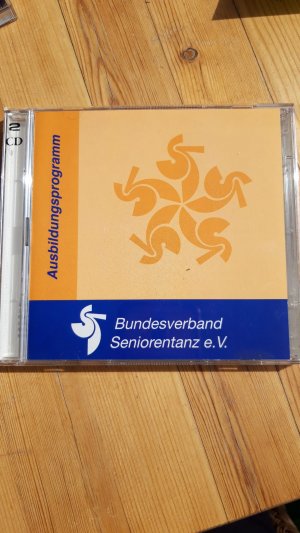 2
CD
Ausbildungsprogramm
Bundesverband
Seniorentanz e.V.